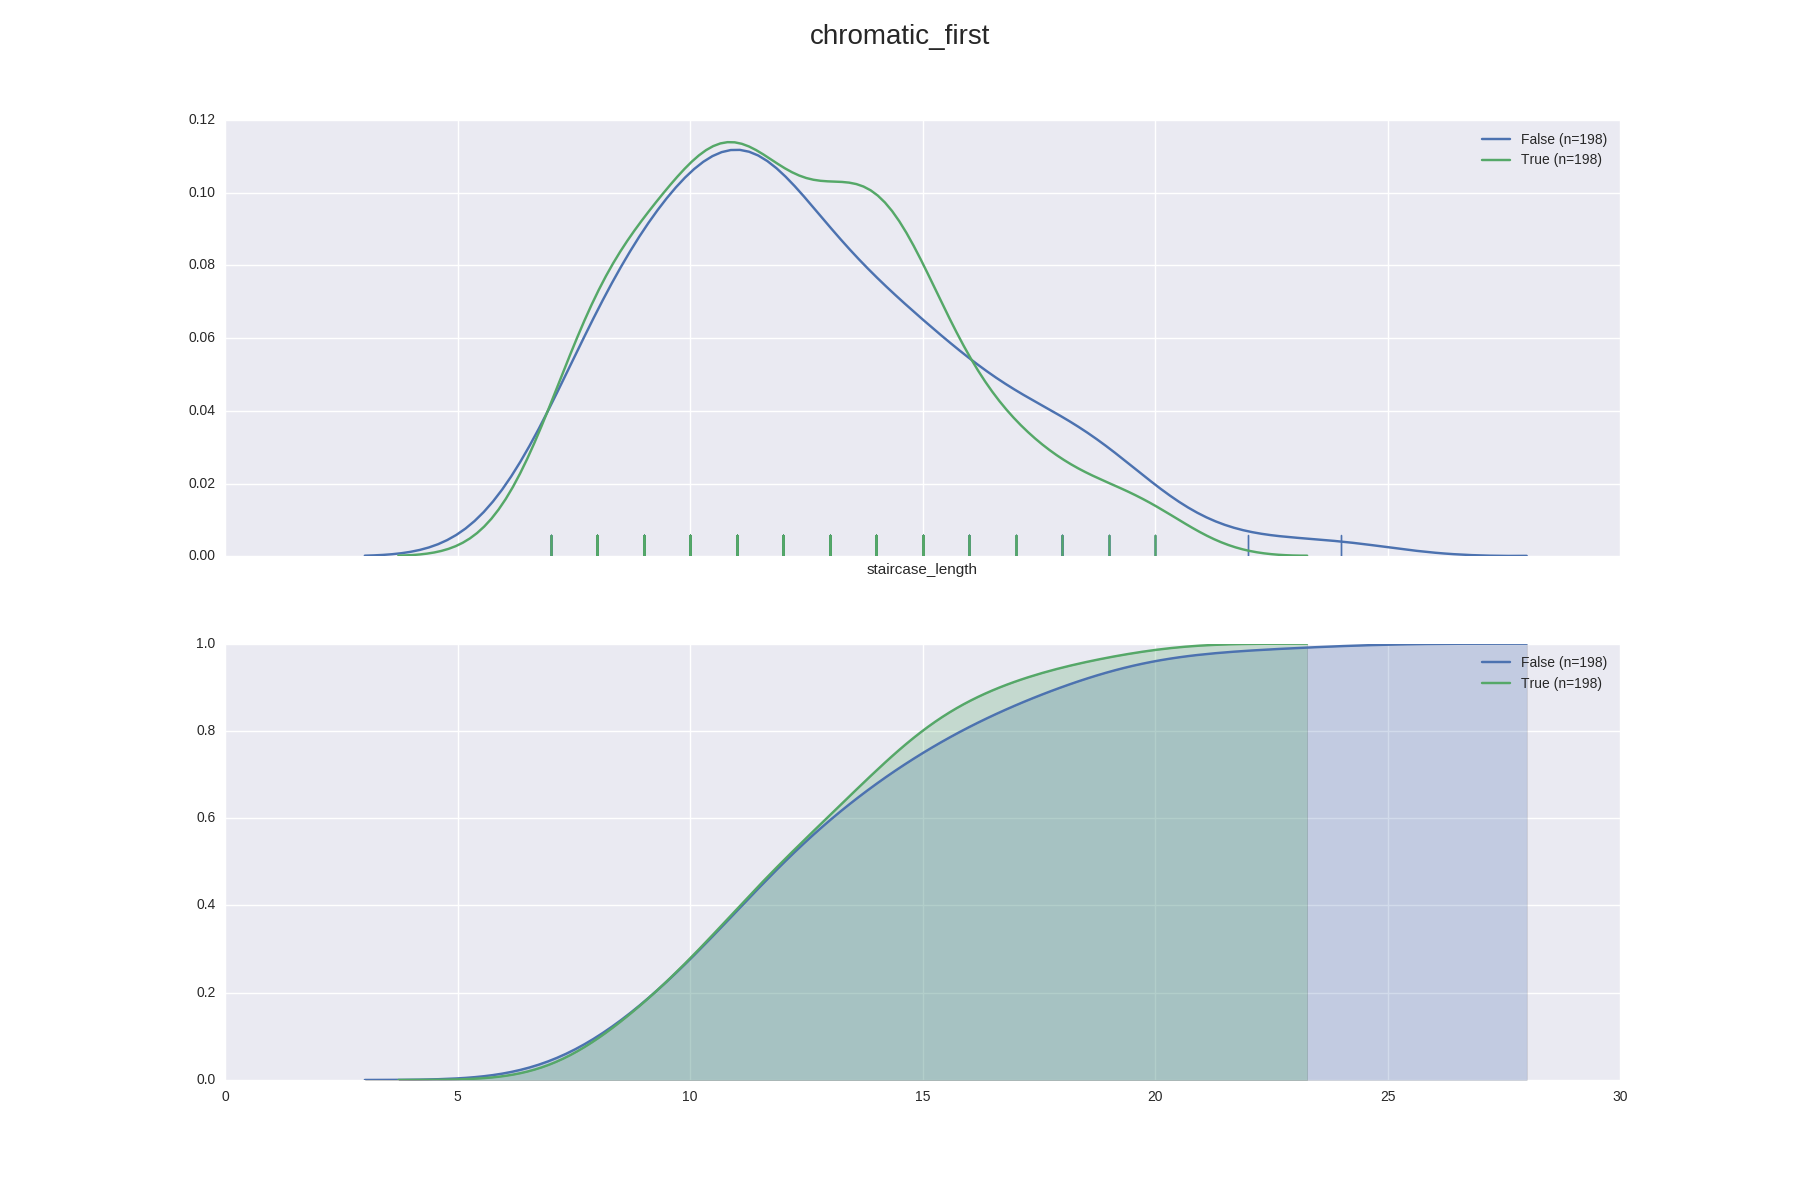 chromatic_first
0.12
0.10
0.08
0.06
0.04
0.02
0.00
False (n=198)
True (n=198)
staircase_length
1.0
0.8
0.6
0.4
0.2
0.0
False (n=198)
True (n=198)
0 5 10 15 20 25 30